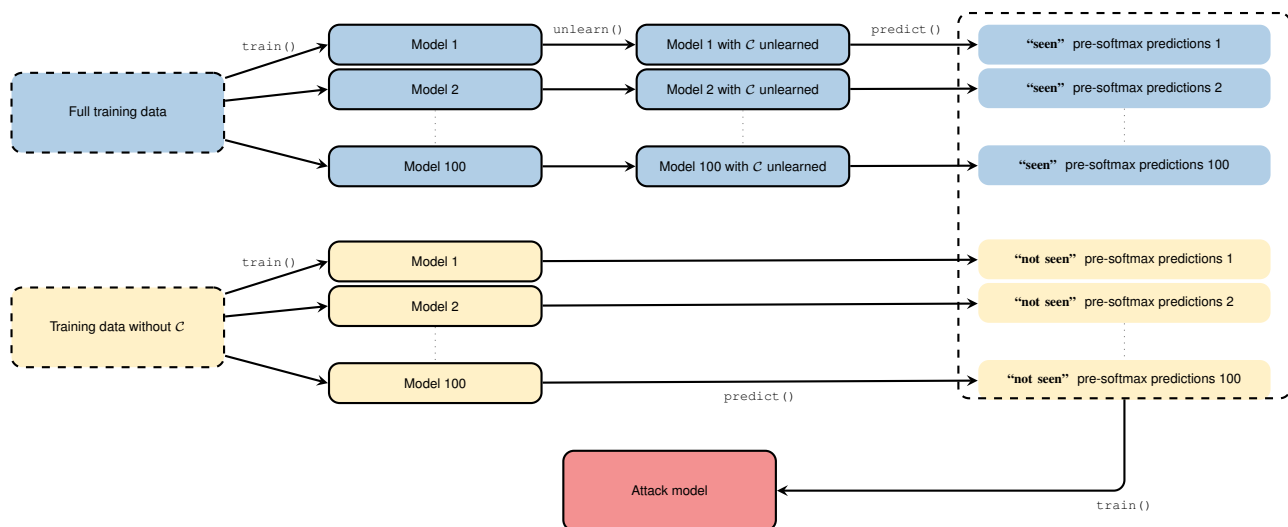 train()
Model 1
unlearn()
Model 1 with 𝒞 unlearned
predict()
“seen” pre-softmax predictions 1
Full training data
Model 2
Model 2 with 𝒞 unlearned
“seen” pre-softmax predictions 2
Model 100
Model 100 with 𝒞 unlearned
“seen” pre-softmax predictions 100
train()
Model 1
“not seen” pre-softmax predictions 1
Training data without 𝒞
Model 2
“not seen” pre-softmax predictions 2
Model 100
“not seen” pre-softmax predictions 100
predict()
Attack model
train()